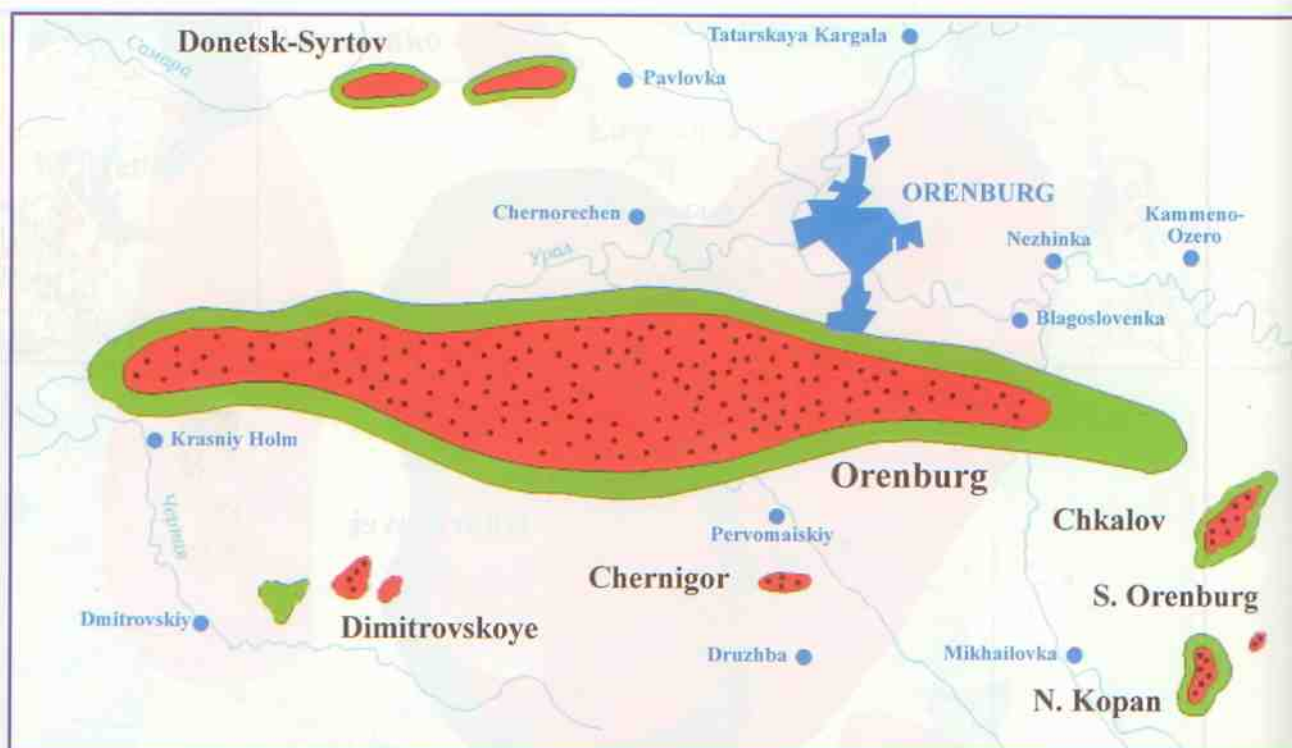 Donetsk-Syrtov
Самара
Tatarskaya Kargala
Pavlovka
Chernorechen
ORENBURG
Kammeno-
Ozero
Nezhinka
Урал
Blagoslovenka
Krasniy Holm
Orenburg
Черная
Pervomaiskiy
Chkalov
Chernigor
S. Orenburg
Dmitrovskiy
Dimitrovskoye
Druzhba
Mikhailovka
N. Kopan